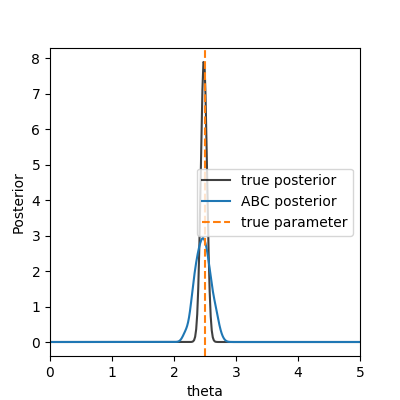 8
7
6
5
4
3
2
1
0
Posterior
true posterior
ABC posterior
true parameter
0 1 2 3 4 5
theta